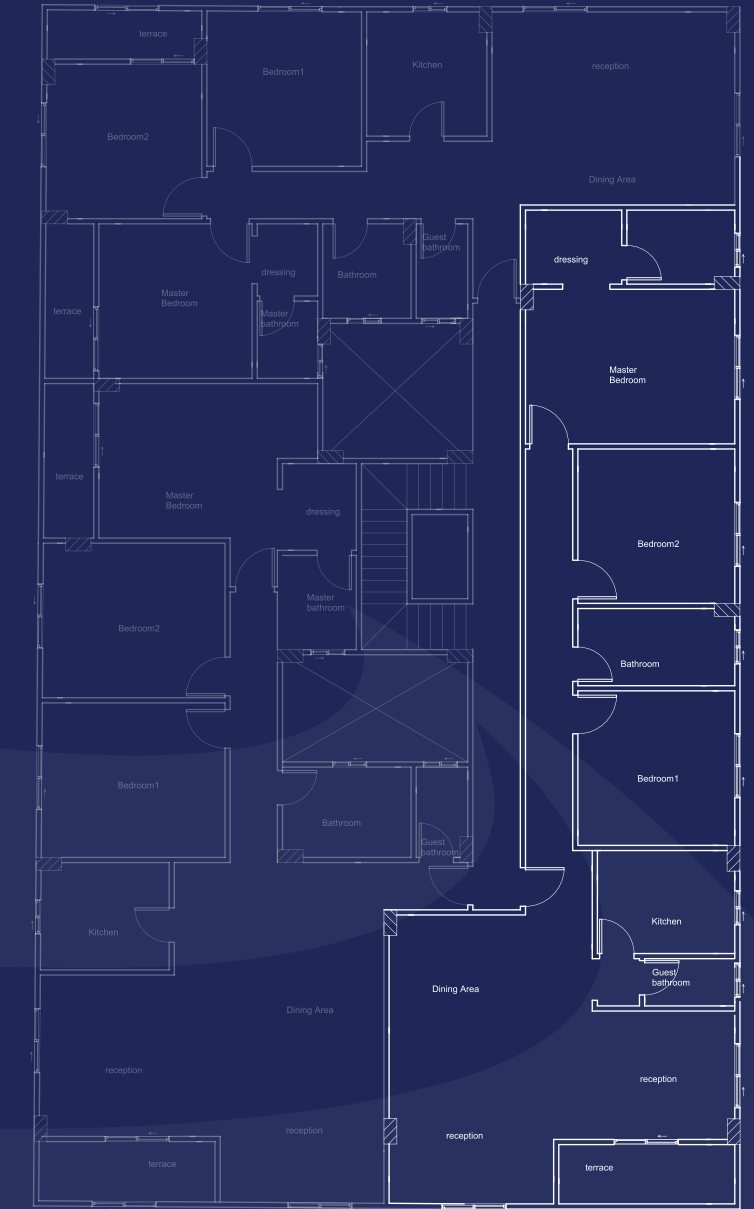 terrace
Bedroom1
Kitchen
reception
Bedroom2
Dining Area
Guest
bathroom
dressing
dressing
Bathroom
Master
Bedroom
Master
bathroom
terrace
Master
Bedroom
terrace
Master
Bedroom
dressing
Bedroom2
Master
bathroom
Bedroom2
Bathroom
Bedroom1
Bedroom1
Bathroom
Guest
bathroom
Kitchen
Kitchen
Guest
bathroom
Dining Area
Dining Area
reception
reception
reception
reception
terrace
terrace